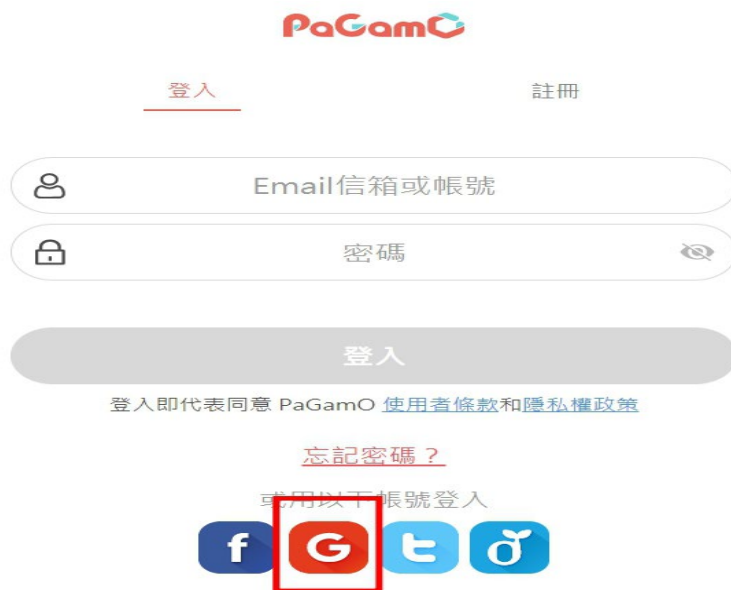 PaGamO
登入
註冊
Email信箱或帳號
密碼
登入
登入即代表同意 PaGamO 使用者條款和隱私權政策
忘記密碼？
或用以下帳號登入
f G t